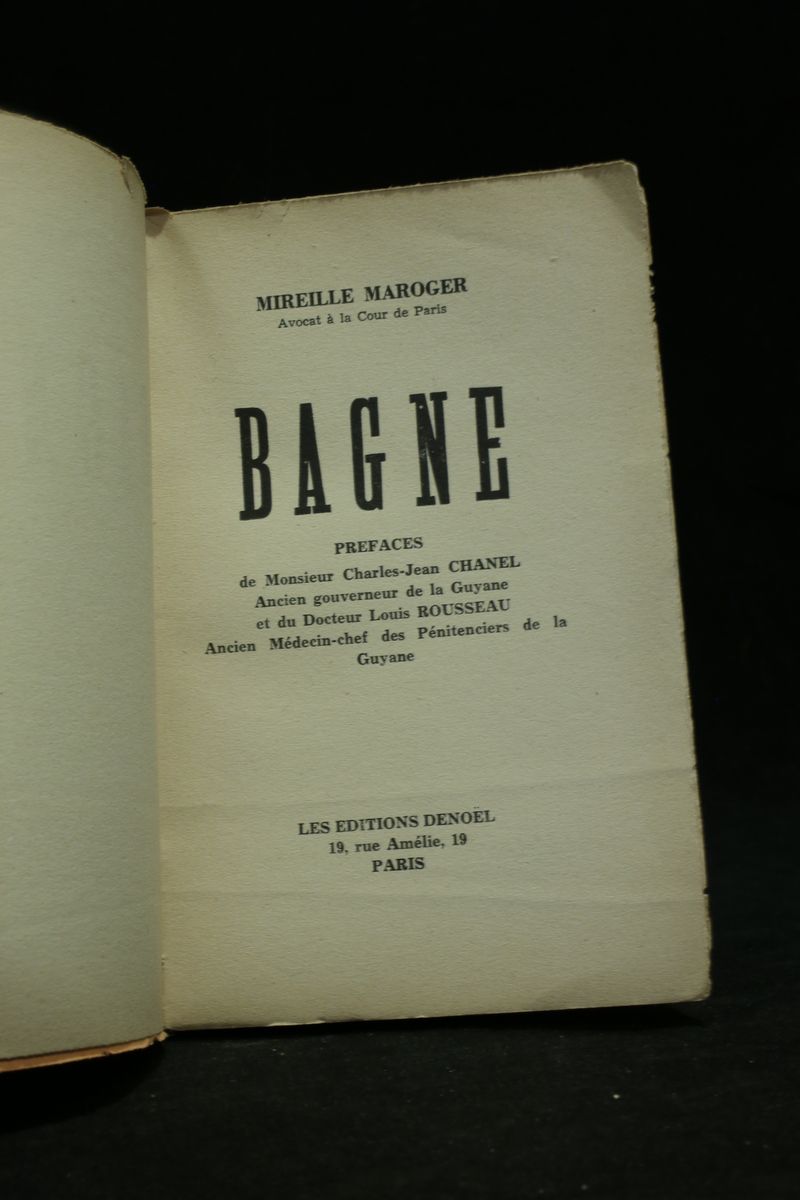 MIREILLE MAROGER
Avocat à la Cour de Paris
BAGNE
PREFACES
de Monsieur Charles-Jean CHANEL
Ancien gouverneur de la Guyane
et du Docteur Louis ROUSSEAU
Ancien Médecin-chef des Pénitenciers de la
Guyane
LES EDITIONS DENOËL
19, rue Amélie, 19
PARIS